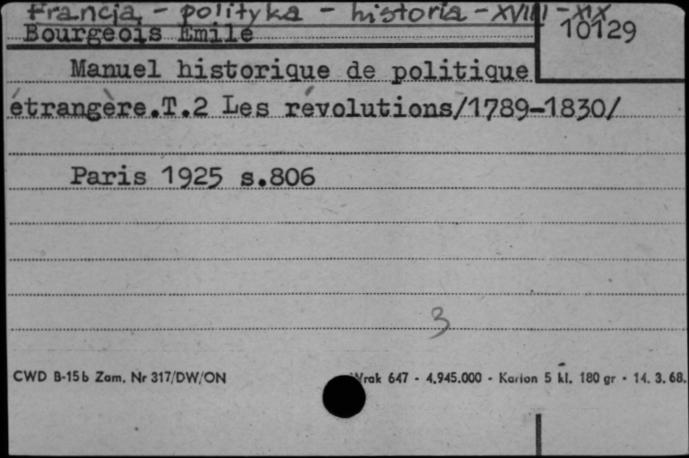 Francja, - polityka - historia - XVIII - XIX
Bourgeois Emile
10129
Manuel historique de politique
étrangère.T.2 Les révolutions/1789-1830/
Paris 1925 s.806
3
CWD B-15b Zam. Nr 317/DW/ON
Wrak 647 - 4.945.000 - Karton 5 kl. 180 gr - 14. 3. 68.